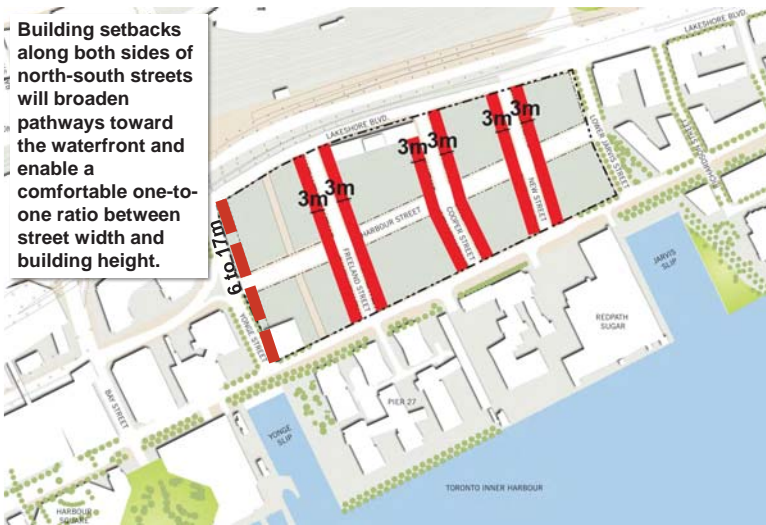 Building setbacks
along both sides of
north-south streets
will broaden
pathways toward
the waterfront and
enable a
comfortable one-to-
one ratio between
street width and
building height.
LAKESHORE BLVD.
LAKESHORE BLVD.
LOWER JARVIS STREET
RICHARDSON STREET
3m
3m
3m
3m
3m
3m
6 to 17m
HARBOUR STREET
FREELAND STREET
COOPER STREET
NEW STREET
YONGE STREET
BAY STREET
JARVIS
SLIP
REDPATH
SUGAR
PIER 27
YONGE
SLIP
TORONTO INNER HARBOUR
HARBOUR
SQUARE